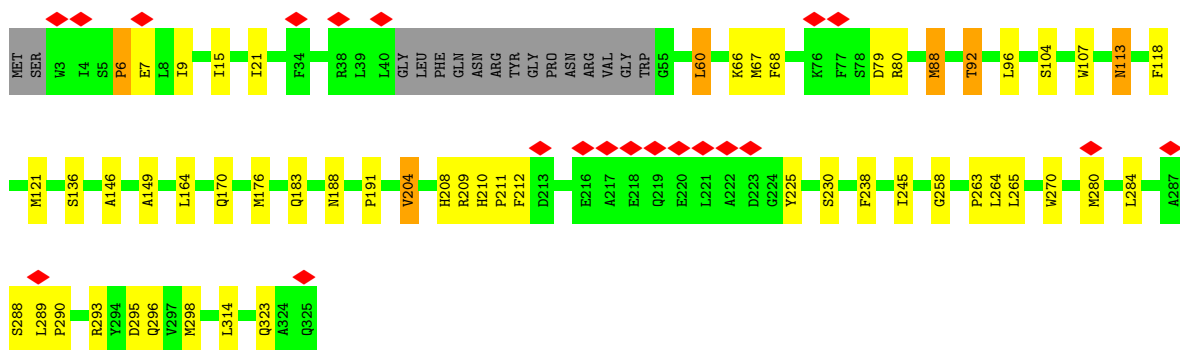 MET SER W3 I4 S5 P6 E7 L8 I9 I15 I21 F34 R38 L39 L40 GLY LEU PHE GLN ASN ARG TYR GLY PRO ASN ARG VAL GLY TRP G55 L60 K66 M67 F68 K76 F77 S78 D79 R80 M88 T92 L96 S104 W107 N113 F118
M121 S136 A146 A149 L164 Q170 M176 Q183 N188 P191 V204 H208 R209 H210 P211 F212 D213 E216 A217 E218 Q219 E220 L221 A222 D223 G224 Y225 S230 F238 I245 G258 P263 L264 L265 W270 M280 L284 A287
S288 L289 P290 R293 Y294 D295 Q296 V297 M298 L314 Q323 A324 Q325